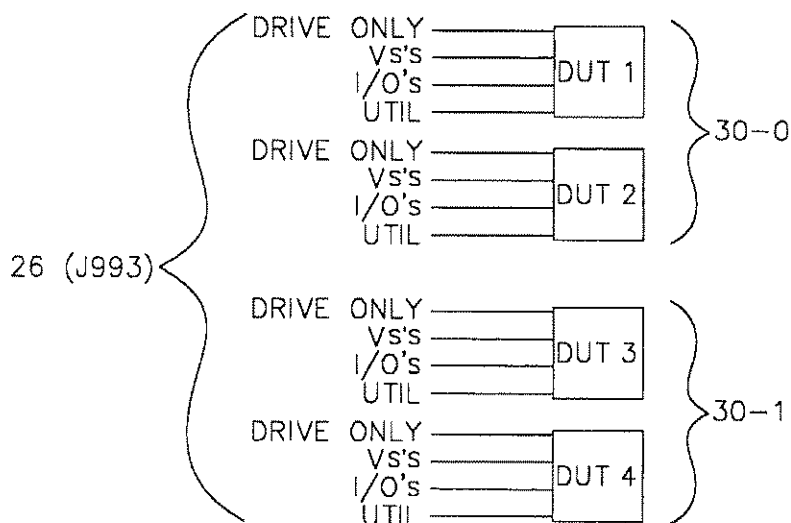 DRIVE ONLY
Vs's
I/O's
UTIL
DUT 1
DRIVE ONLY
Vs's
I/O's
UTIL
DUT 2
30-0
26 (J993)
DRIVE ONLY
Vs's
I/O's
UTIL
DUT 3
DRIVE ONLY
Vs's
I/O's
UTIL
DUT 4
30-1